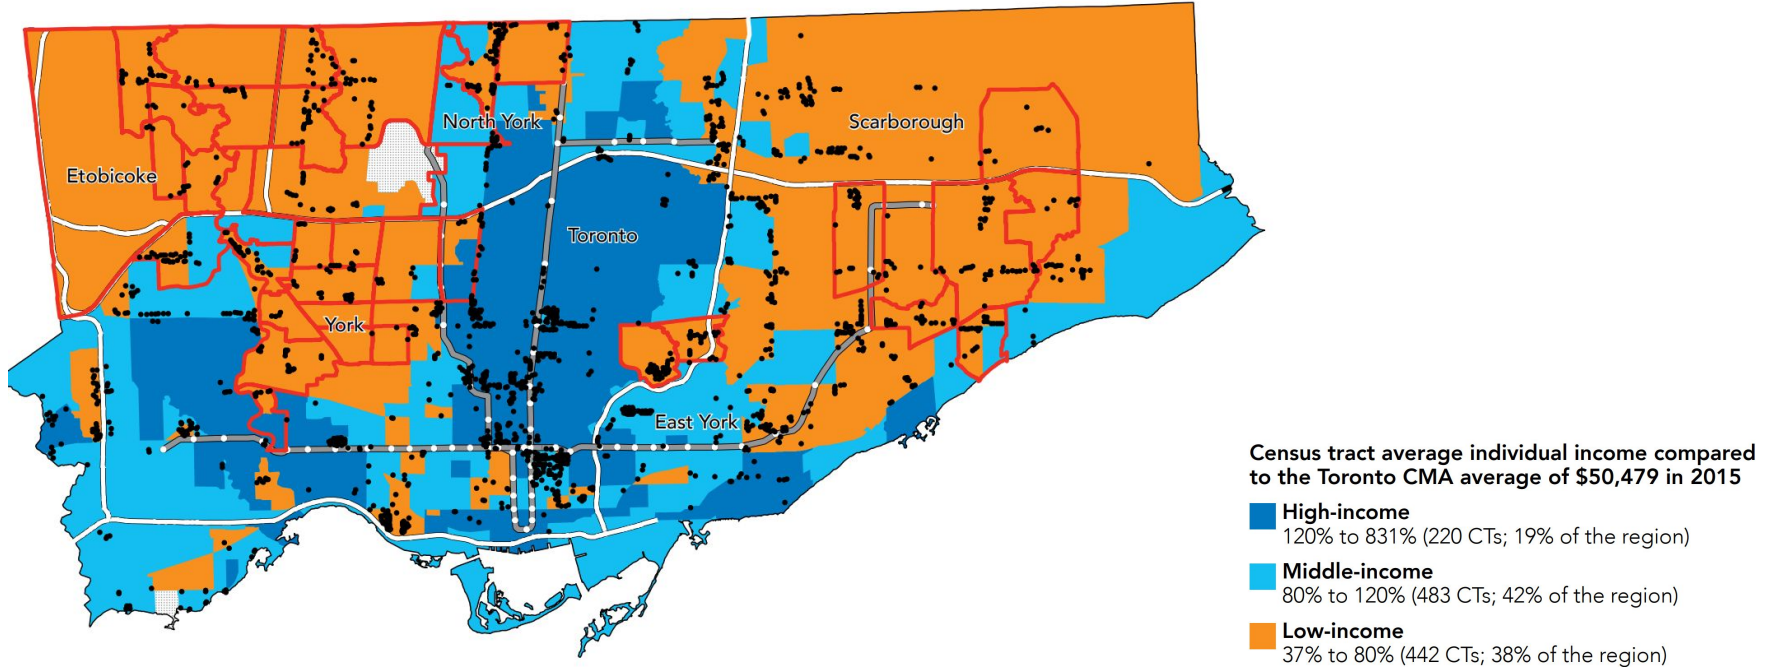 North York
Scarborough
Etobicoke
Toronto
York
East York
Census tract average individual income compared
to the Toronto CMA average of $50,479 in 2015
High-income
120% to 831% (220 CTs; 19% of the region)
Middle-income
80% to 120% (483 CTs; 42% of the region)
Low-income
37% to 80% (442 CTs; 38% of the region)